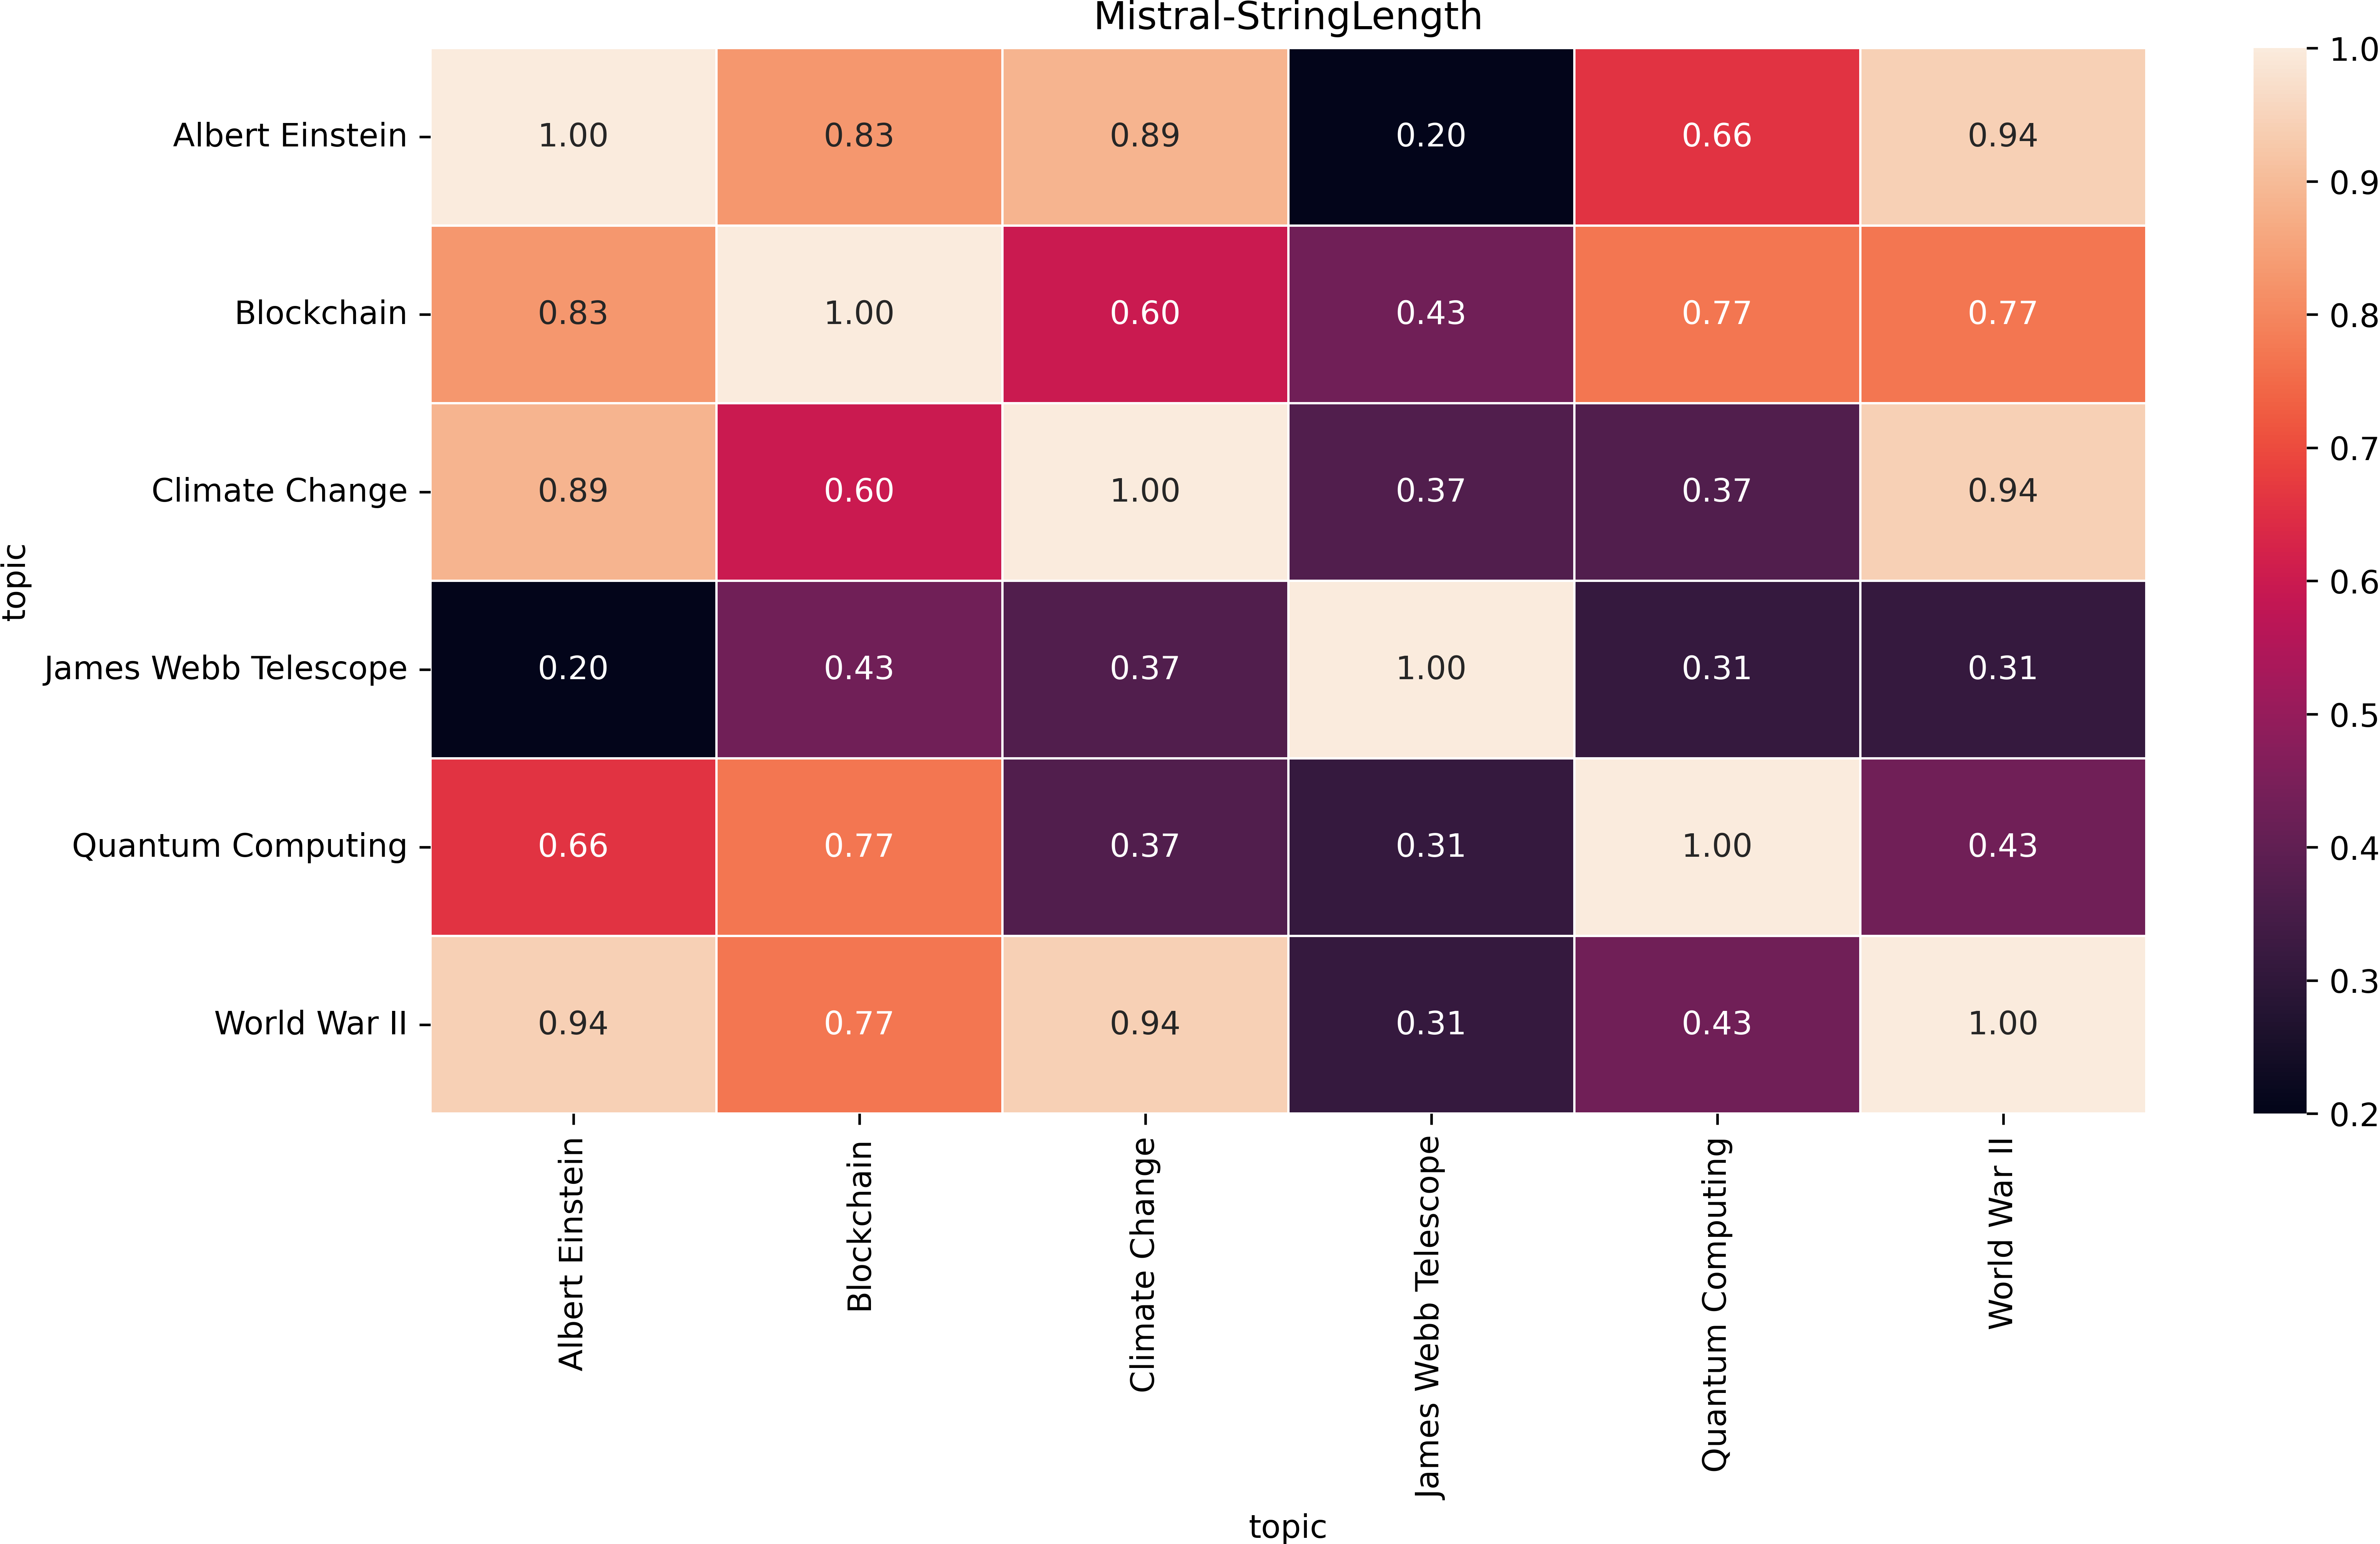 Mistral-StringLength
topic
Albert Einstein 1.00 0.83 0.89 0.20 0.66 0.94
Blockchain 0.83 1.00 0.60 0.43 0.77 0.77
Climate Change 0.89 0.60 1.00 0.37 0.37 0.94
James Webb Telescope 0.20 0.43 0.37 1.00 0.31 0.31
Quantum Computing 0.66 0.77 0.37 0.31 1.00 0.43
World War II 0.94 0.77 0.94 0.31 0.43 1.00
Albert Einstein
Blockchain
Climate Change
James Webb Telescope
Quantum Computing
World War II
topic
1.0
0.9
0.8
0.7
0.6
0.5
0.4
0.3
0.2